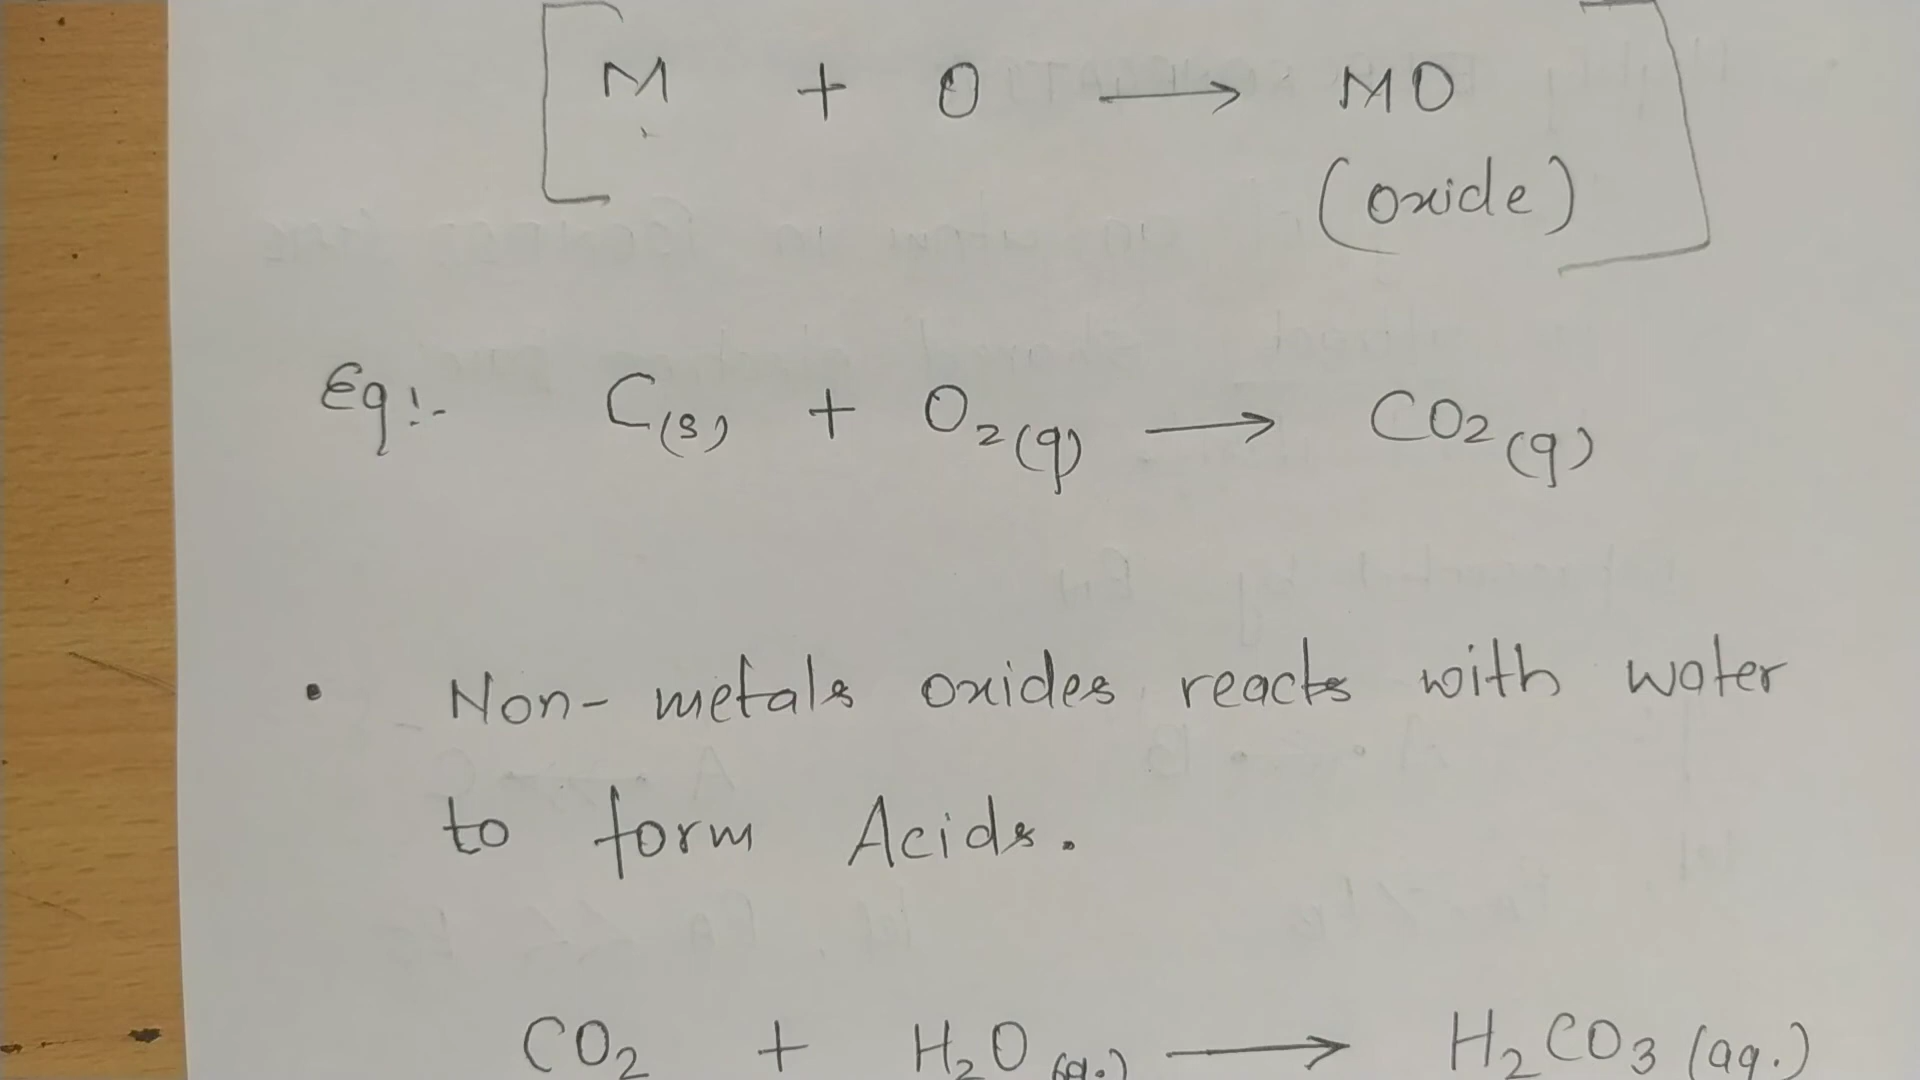 M + O → MO
(oxide)
Eg:- C(s) + O2(g) → CO2(g)
• Non-metals oxides reacts with water
to form Acids.
CO2 + H2O → H2CO3(aq.)